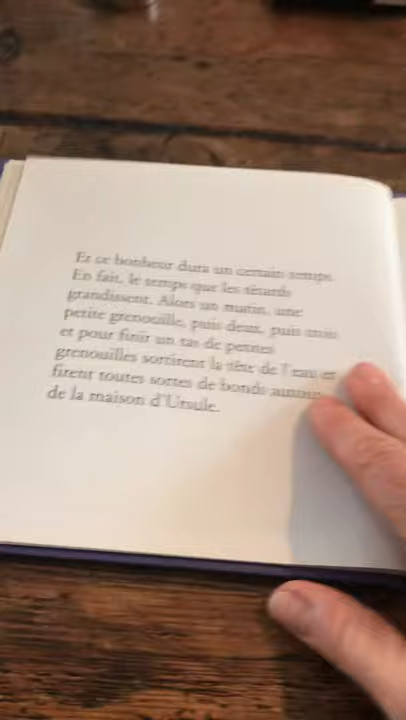 Et ce bonheur dura un certain temps.
En fait, le temps que les têtards
grandissent. Alors un matin, une
petite grenouille, puis deux, puis trois
et pour finir un tas de petites
grenouilles sortirent la tête de l'eau et
firent toutes sortes de bonds autour
de la maison d'Ursule.